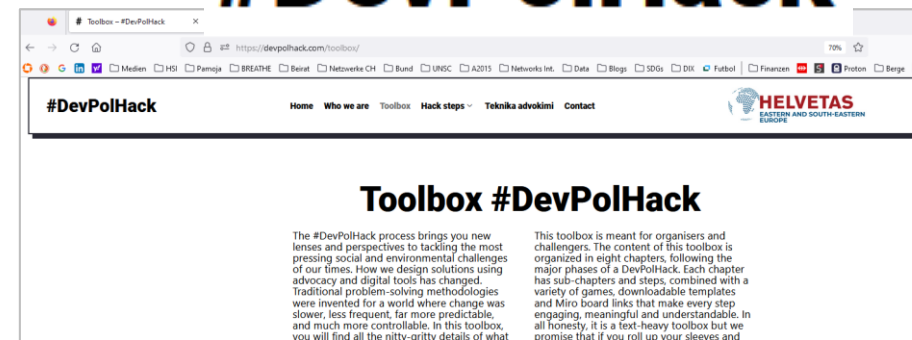 #DevPolHack
# Toolbox – #DevPolHack ×
https://devpolhack.com/toolbox/ 70%
G in y! Medien HSI Pamoja BREATHE Beirat Netzwerke CH Bund UNSC A2015 Networks Int. Data Blogs SDGs DIX Futbol Finanzen S Proton Berge
#DevPolHack Home Who we are Toolbox Hack steps Teknika advokimi Contact HELVETAS
EASTERN AND SOUTH-EASTERN
EUROPE
Toolbox #DevPolHack
The #DevPolHack process brings you new
lenses and perspectives to tackling the most
pressing social and environmental challenges
of our times. How we design solutions using
advocacy and digital tools has changed.
Traditional problem-solving methodologies
were invented for a world where change was
slower, less frequent, far more predictable,
and much more controllable. In this toolbox,
you will find all the nitty-gritty details of what
This toolbox is meant for organisers and
challengers. The content of this toolbox is
organized in eight chapters, following the
major phases of a DevPolHack. Each chapter
has sub-chapters and steps, combined with a
variety of games, downloadable templates
and Miro board links that make every step
engaging, meaningful and understandable. In
all honesty, it is a text-heavy toolbox but we
promise that if you roll up your sleeves and